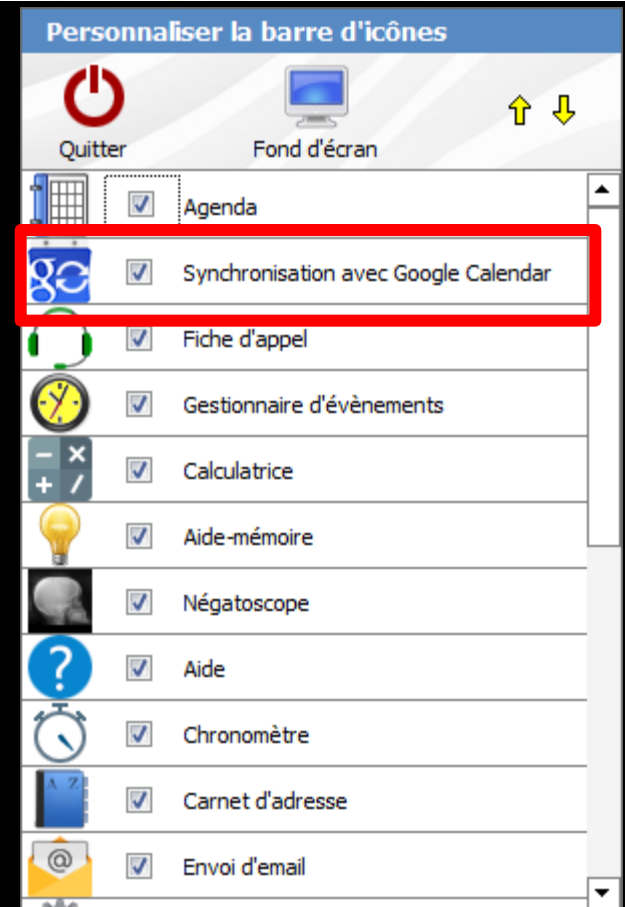 Personnaliser la barre d'icônes
Quitter
Fond d'écran
Agenda
Synchronisation avec Google Calendar
Fiche d'appel
Gestionnaire d'évènements
Calculatrice
Aide-mémoire
Négatoscope
Aide
Chronomètre
A Z
Carnet d'adresse
@
Envoi d'email